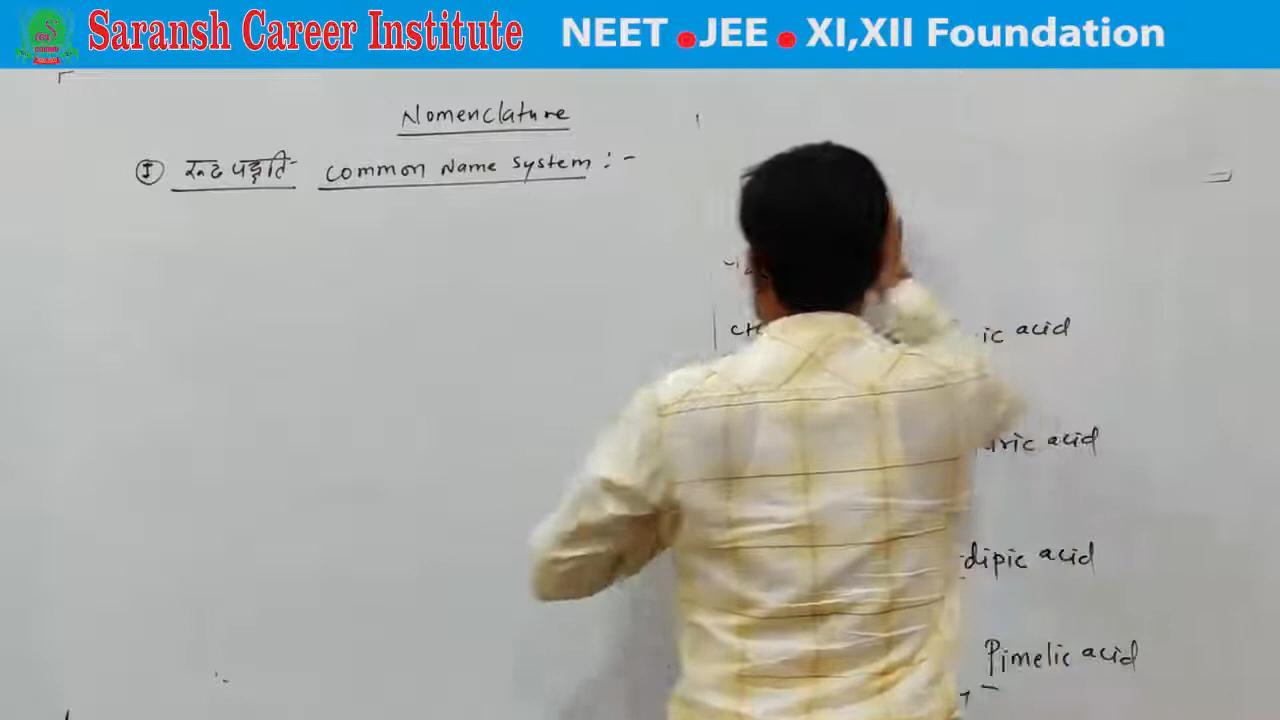 Saransh Career Institute
NEET . JEE . XI,XII Foundation
Nomenclature
I रूढ पद्धति Common Name System :-
CH
ic acid
uric acid
dipic acid
Pimelic acid